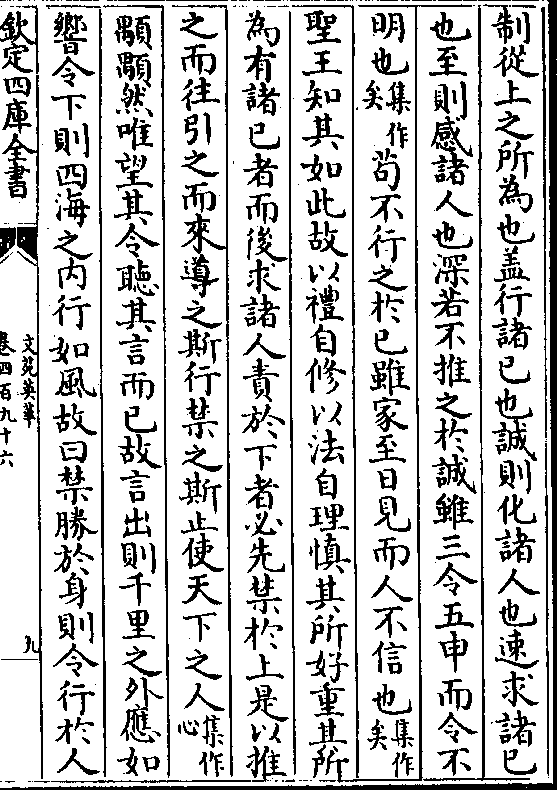 制從上之所為也盖行諸已也誠則化諸人也速求諸已
也至則感諸人也深若不推之於誠雖三令五申而令不
明也集作矣茍不行之於已雖家至日見而人不信也集作矣
聖王知其如此故以禮自修以法自理慎其所好重其所
為有諸已者而後求諸人責於下者必先禁於上是以推
之而往引之而來導之斯行禁之斯止使天下之人集作心
顒顒然唯望其令聽其言而已故言出則千里之外應如
響令下則四海之内行如風故曰禁勝於身則令行於人
欽定四庫全書
文苑英華
卷四百九十六
九